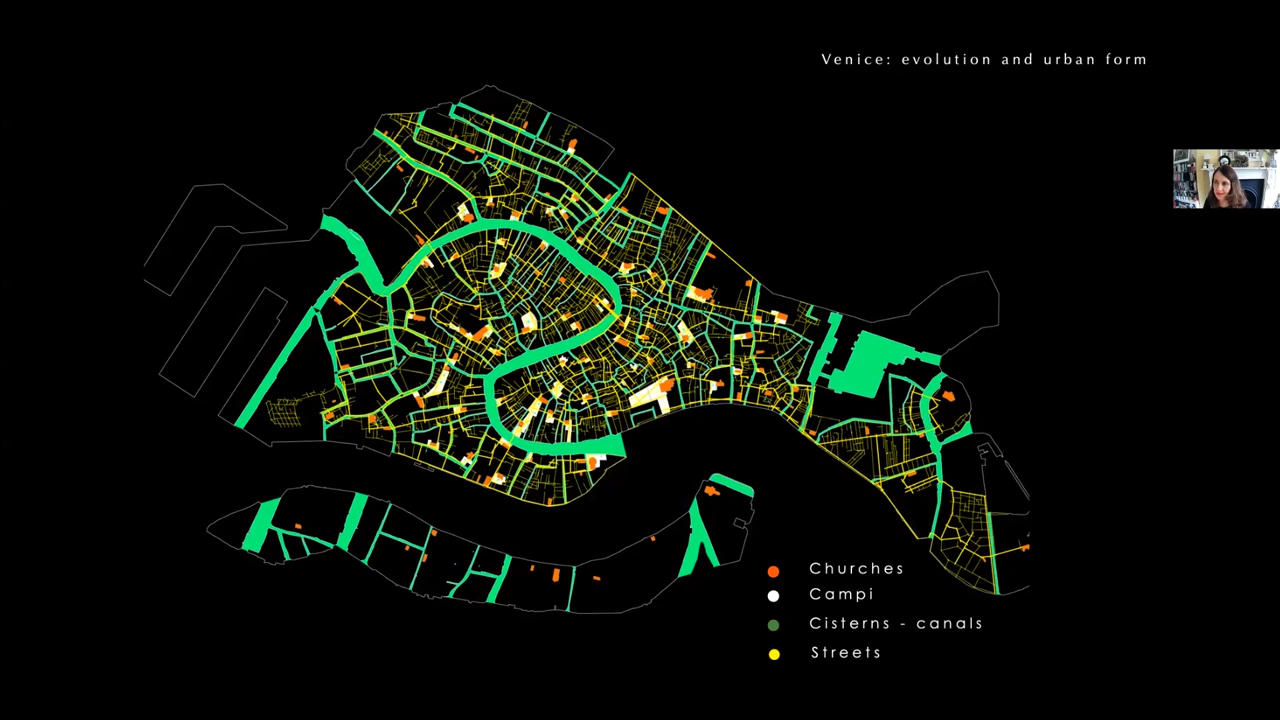 Venice: evolution and urban form
Churches
Campi
Cisterns - canals
Streets